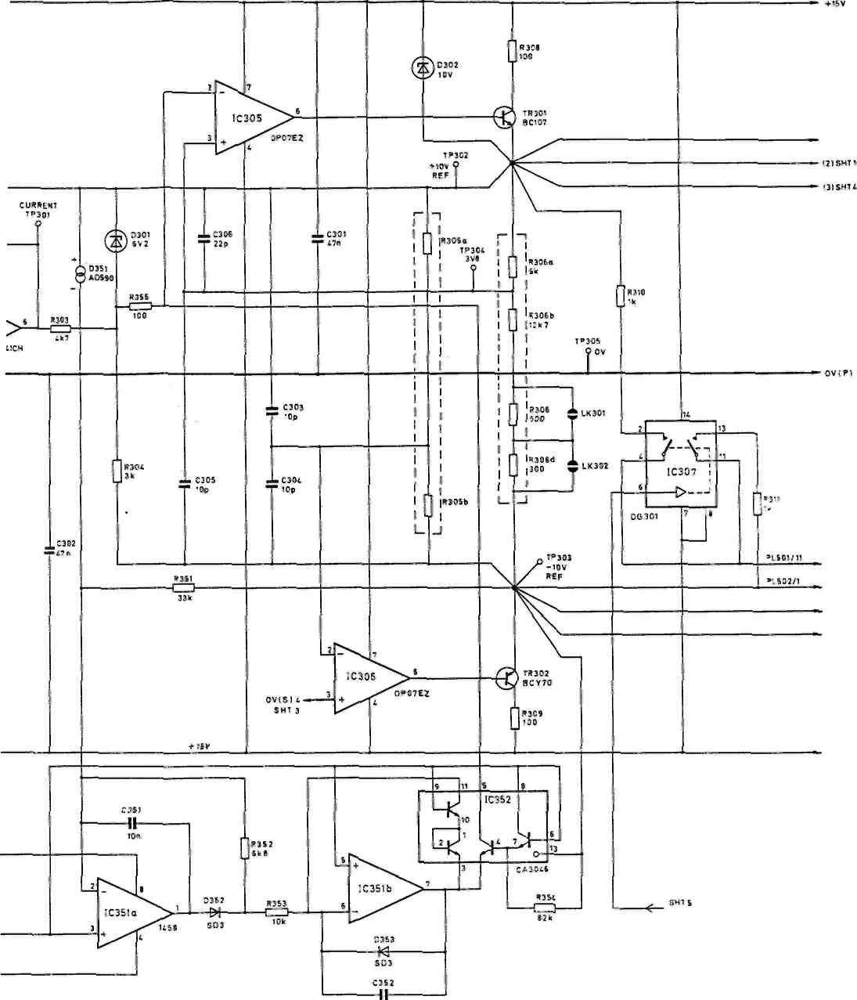 +15V
R308
100
D302
10V
2
7
IC305
6
3
4
OP07EZ
TR301
BC107
TP302
+10V
REF
(2)SHT1
(3)SHT4
CURRENT
TP301
D301
6V2
C306
22p
C301
47n
R305a
TP304
3V8
R306a
5k
D351
AD590
+
-
R355
100
R310
1k
R306b
12k7
6
R303
4k7
41CH
TP305
0V
0V(P)
C303
10p
R306
500
LK301
14
2
13
4
11
IC307
6
DG301
7
8
R304
3k
C305
10p
C304
10p
R306d
300
LK302
R305b
C302
47n
TP303
-10V
REF
PL501/11
PL502/1
R351
33k
2
7
IC306
6
3
4
OP07EZ
0V(S)
SHT 3
TR302
BCY70
R309
100
+15V
9
11
5
8
IC352
10
1
2
4
7
6
13
3
CA3046
C351
10n
R352
6k8
5
IC351b
7
6
2
8
IC351a
1
3
4
1458
D352
SD3
R353
10k
R354
82k
SHT5
D353
SD3
C352